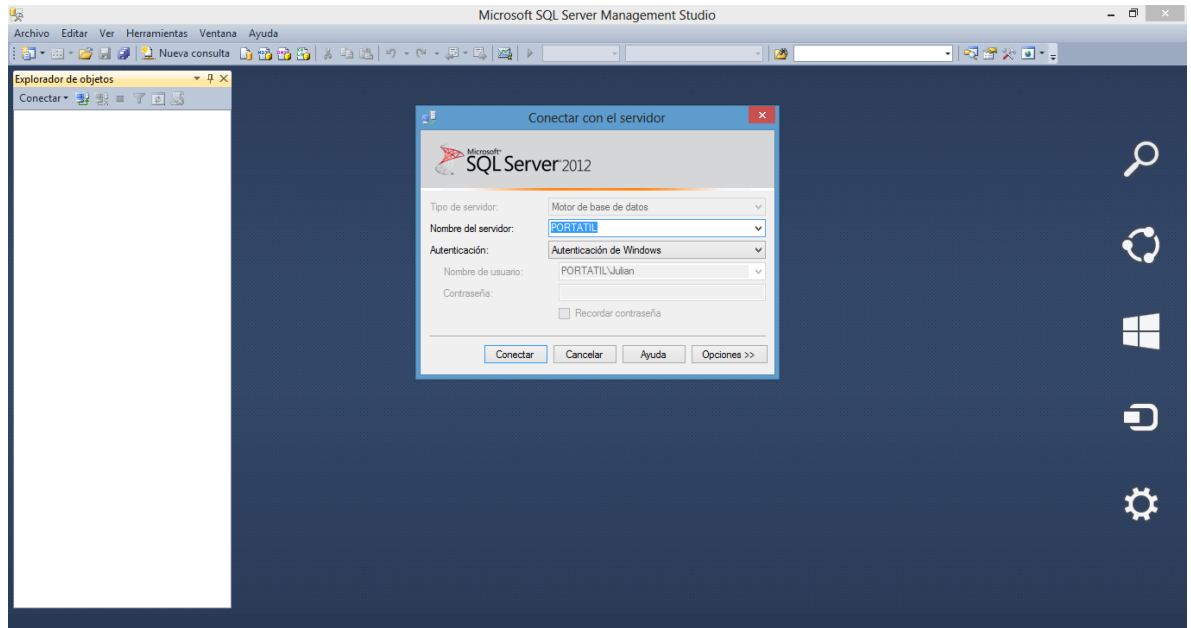 Microsoft SQL Server Management Studio
Archivo Editar Ver Herramientas Ventana Ayuda
Nueva consulta
Explorador de objetos
Conectar
Conectar con el servidor
Microsoft
SQL Server 2012
Tipo de servidor: Motor de base de datos
Nombre del servidor: PORTATIL
Autenticación: Autenticación de Windows
Nombre de usuario: PORTATIL\Julian
Contraseña:
Recordar contraseña
Conectar Cancelar Ayuda Opciones >>